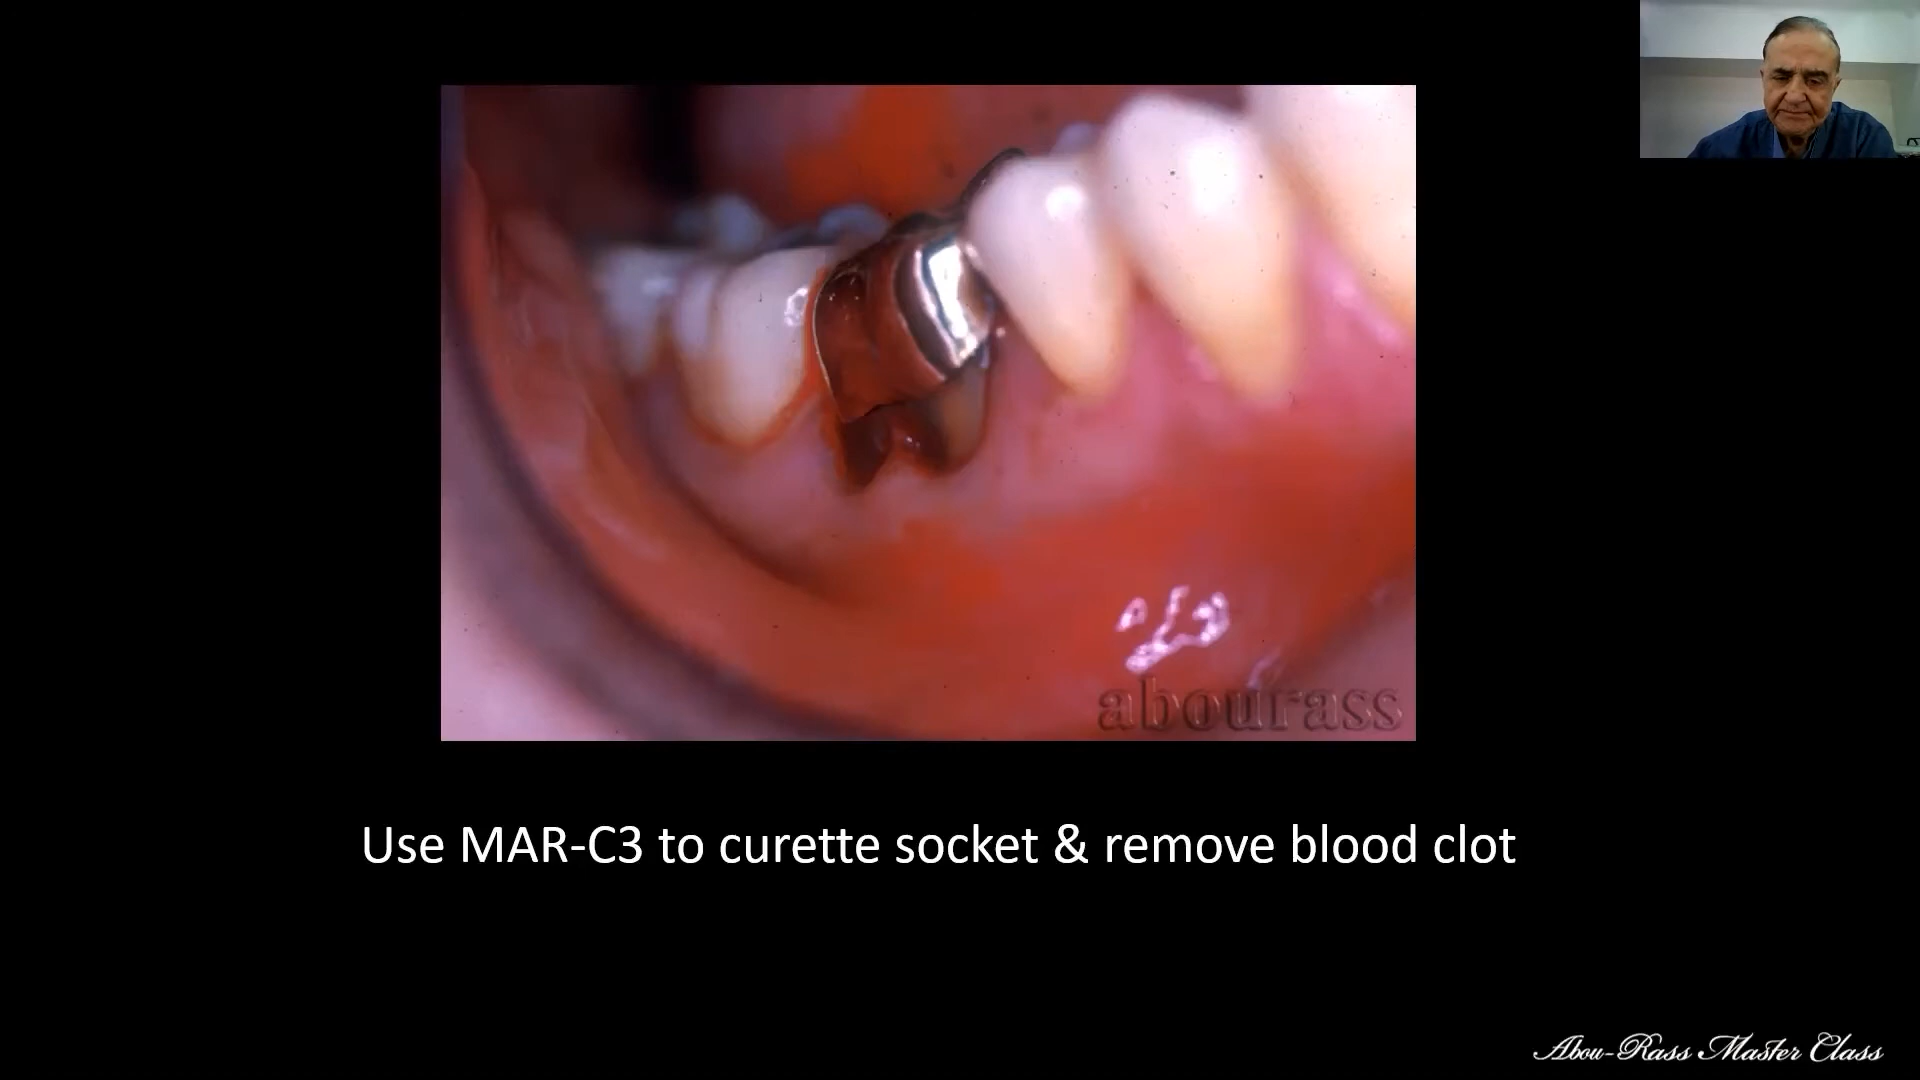 abourass
Use MAR-C3 to curette socket & remove blood clot
Abou-Rass Master Class